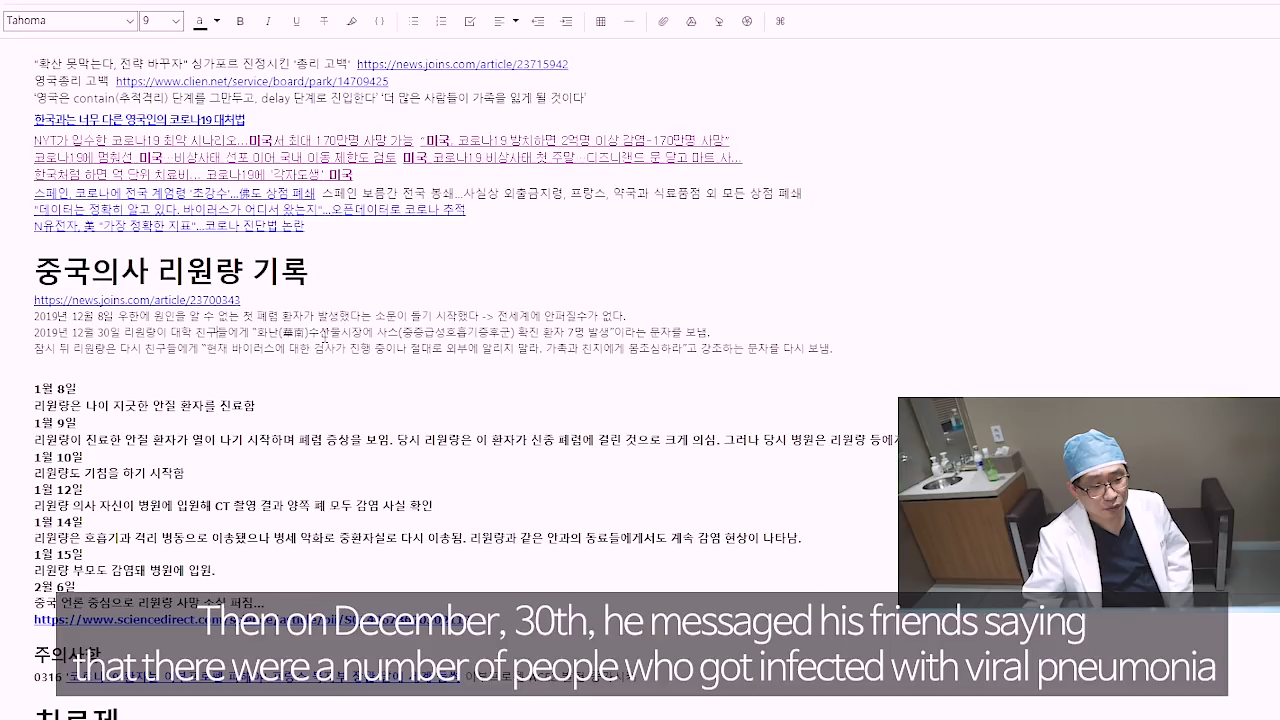 Tahoma 9 a B I U T { }
"확산 못막는다, 전략 바꾸자" 싱가포르 진정시킨 '총리 고백' https://news.joins.com/article/23715942
영국총리 고백 https://www.clien.net/service/board/park/14709425
'영국은 contain(추적격리) 단계를 그만두고, delay 단계로 진입한다' '더 많은 사람들이 가족을 잃게 될 것이다'
한국과는 너무 다른 영국인의 코로나19 대처법
NYT가 입수한 코로나19 최악 시나리오...미국서 최대 170만명 사망 가능 "미국, 코로나19 방치하면 2억명 이상 감염-170만명 사망"
코로나19에 멈춰선 미국…비상사태 선포 이어 국내 이동 제한도 검토 미국 코로나19 비상사태 첫 주말…디즈니랜드 문 닫고 마트 사...
한국처럼 하면 억 단위 치료비... 코로나19에 '각자도생' 미국
스페인, 코로나에 전국 계엄령 '초강수'...佛도 상점 폐쇄 스페인 보름간 전국 봉쇄...사실상 외출금지령, 프랑스, 약국과 식료품점 외 모든 상점 폐쇄
"데이터는 정확히 알고 있다. 바이러스가 어디서 왔는지"...오픈데이터로 코로나 추적
N유전자, 美 "가장 정확한 지표"...코로나 진단법 논란
중국의사 리원량 기록
https://news.joins.com/article/23700343
2019년 12월 8일 우한에 원인을 알 수 없는 첫 폐렴 환자가 발생했다는 소문이 돌기 시작했다 -> 전세계에 안퍼질수가 없다.
2019년 12월 30일 리원량이 대학 친구들에게 "화난(華南)수산물시장에 사스(중증급성호흡기증후군) 확진 환자 7명 발생"이라는 문자를 보냄.
잠시 뒤 리원량은 다시 친구들에게 "현재 바이러스에 대한 검사가 진행 중이나 절대로 외부에 알리지 말라. 가족과 친지에게 몸조심하라"고 강조하는 문자를 다시 보냄.
1월 8일
리원량은 나이 지긋한 안질 환자를 진료함
1월 9일
리원량이 진료한 안질 환자가 열이 나기 시작하며 폐렴 증상을 보임. 당시 리원량은 이 환자가 신종 폐렴에 걸린 것으로 크게 의심. 그러나 당시 병원은 리원량 등에게
1월 10일
리원량도 기침을 하기 시작함
1월 12일
리원량 의사 자신이 병원에 입원해 CT 촬영 결과 양쪽 폐 모두 감염 사실 확인
1월 14일
리원량은 호흡기과 격리 병동으로 이송됐으나 병세 악화로 중환자실로 다시 이송됨. 리원량과 같은 안과의 동료들에게서도 계속 감염 현상이 나타남.
1월 15일
리원량 부모도 감염돼 병원에 입원.
2월 6일
중국 언론 중심으로 리원량 사망 소식 퍼짐...
https://www.sciencedirect.com
Then on December, 30th, he messaged his friends saying
주의사항
that there were a number of people who got infected with viral pneumonia
0316
치료제